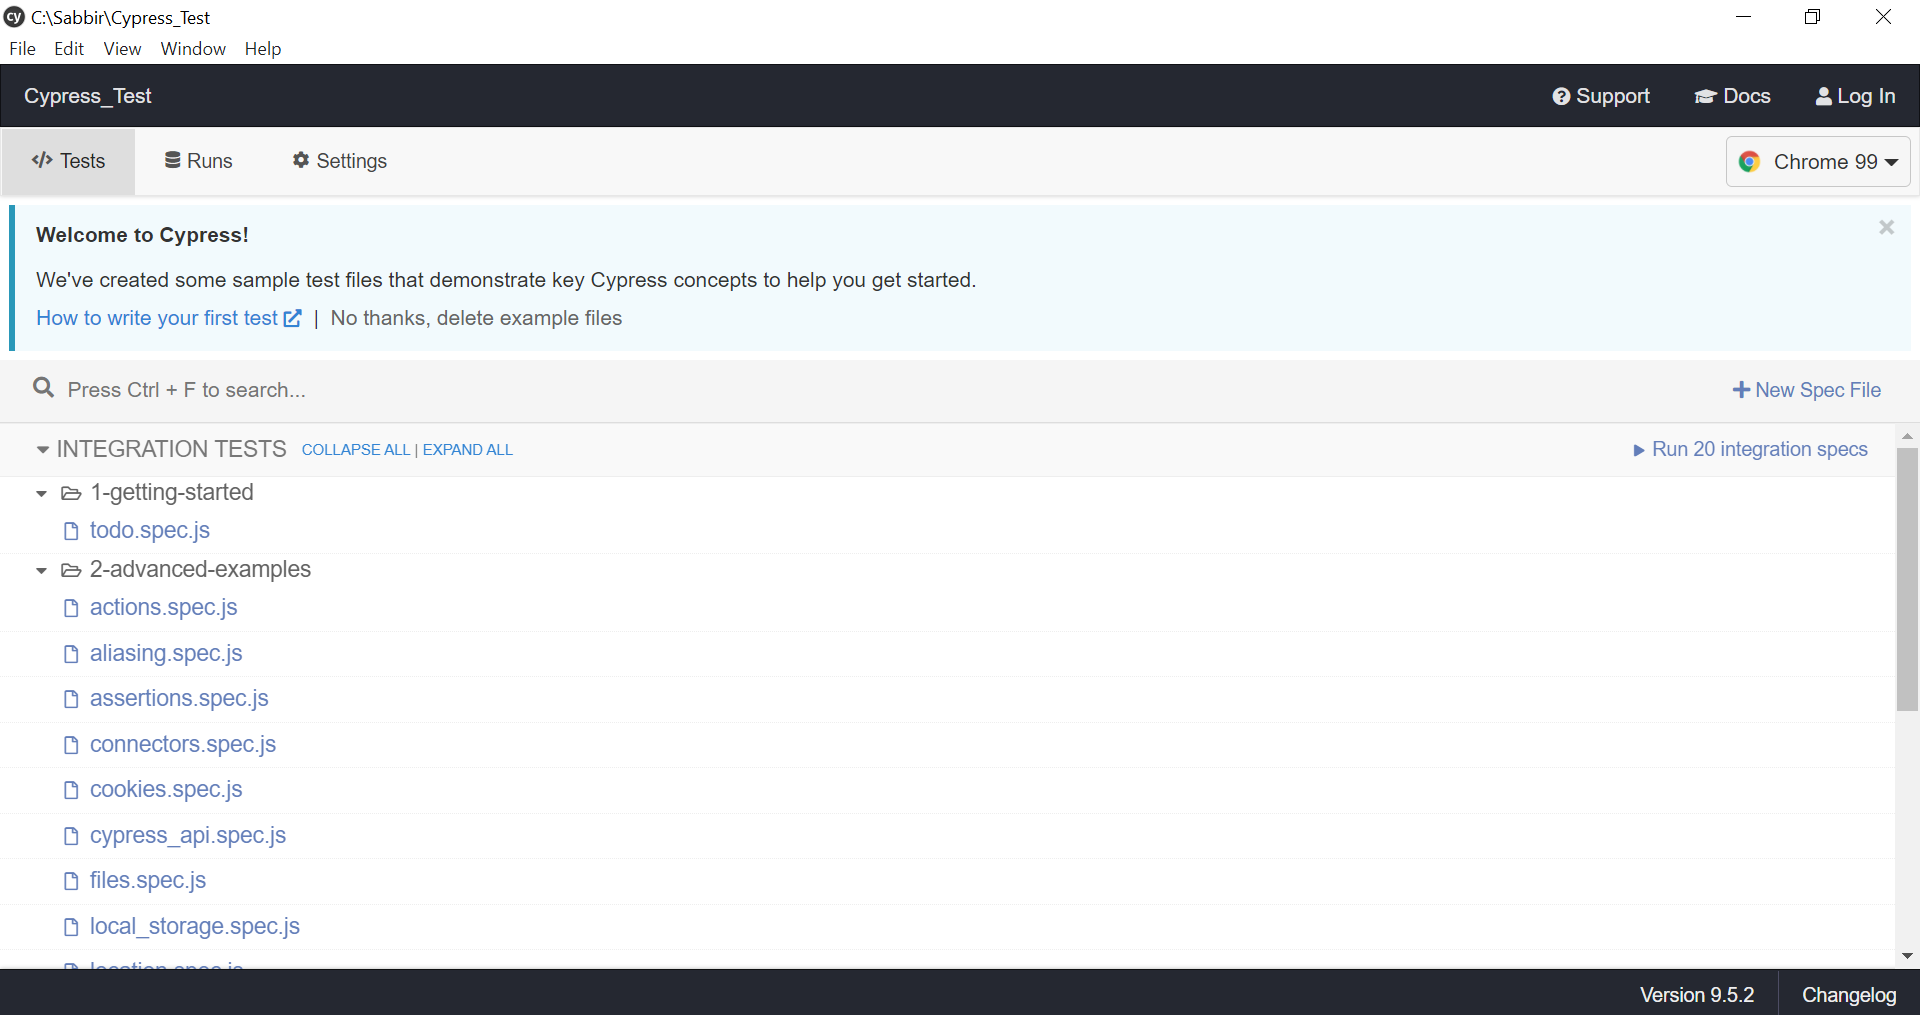 cy C:\Sabbir\Cypress_Test
File Edit View Window Help
Cypress_Test Support Docs Log In
</> Tests Runs Settings Chrome 99
Welcome to Cypress!
We've created some sample test files that demonstrate key Cypress concepts to help you get started.
How to write your first test | No thanks, delete example files
Press Ctrl + F to search... + New Spec File
INTEGRATION TESTS COLLAPSE ALL | EXPAND ALL Run 20 integration specs
1-getting-started
todo.spec.js
2-advanced-examples
actions.spec.js
aliasing.spec.js
assertions.spec.js
connectors.spec.js
cookies.spec.js
cypress_api.spec.js
files.spec.js
local_storage.spec.js
location.spec.js
Version 9.5.2 Changelog